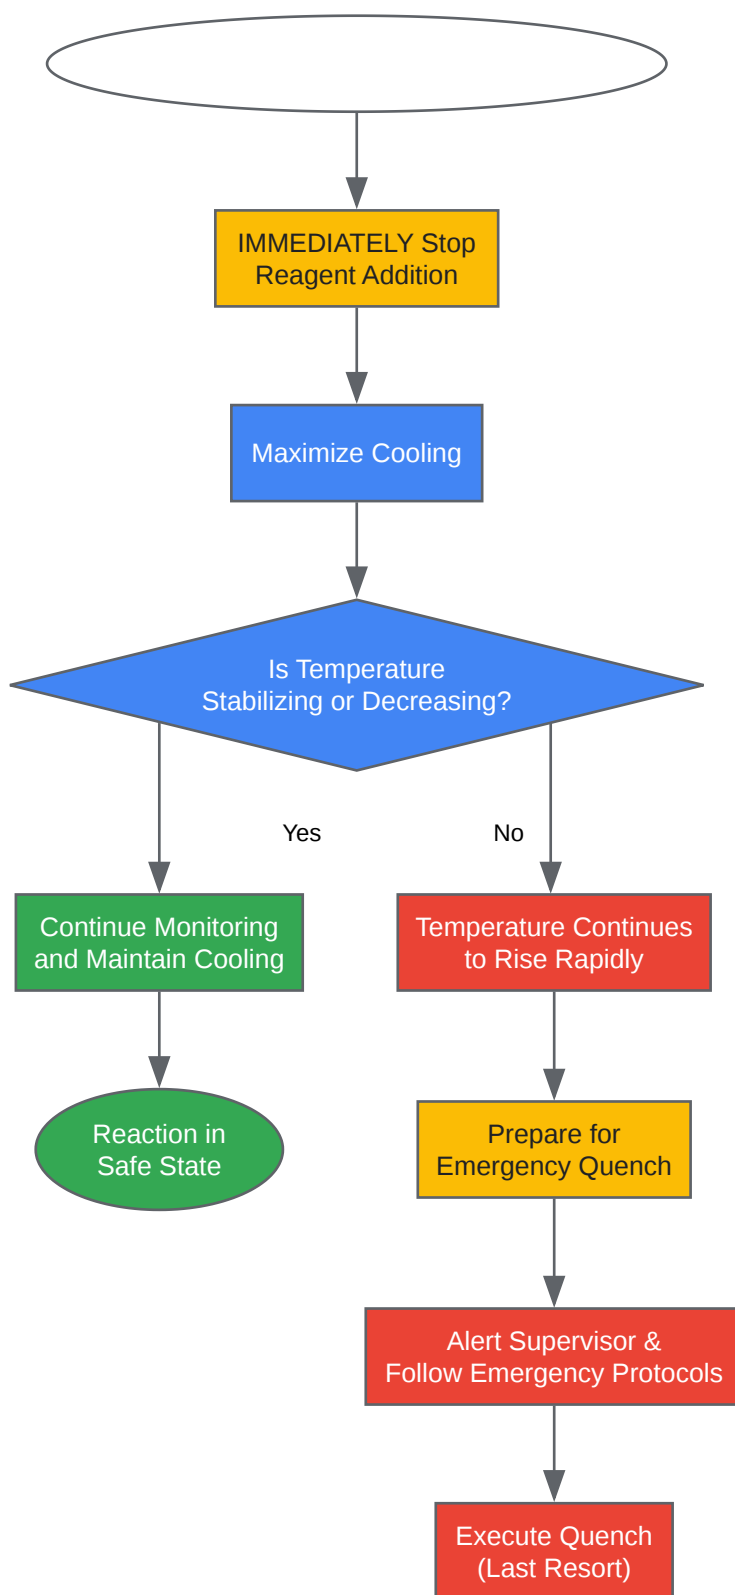 IMMEDIATELY Stop
Reagent Addition
Maximize Cooling
Is Temperature
Stabilizing or Decreasing?
Yes
No
Continue Monitoring
and Maintain Cooling
Temperature Continues
to Rise Rapidly
Reaction in
Safe State
Prepare for
Emergency Quench
Alert Supervisor &
Follow Emergency Protocols
Execute Quench
(Last Resort)